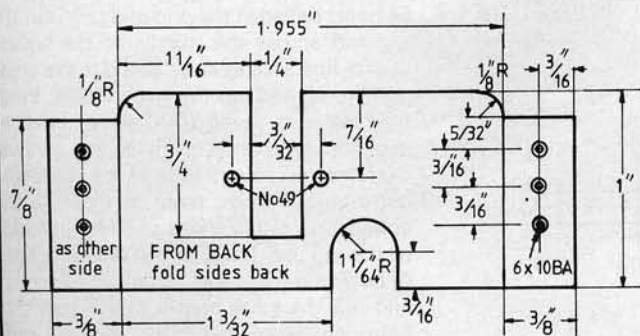 1·955"
11/16"
1/4"
3/16"
1/8"R
1/8"R
3/4"
3/32"
7/16"
5/32"
3/16"
3/16"
7/8"
1"
No49
as other
side
FROM BACK
fold sides back
11/64"R
6x10BA
3/8"
1 3/32"
3/16"
3/8"